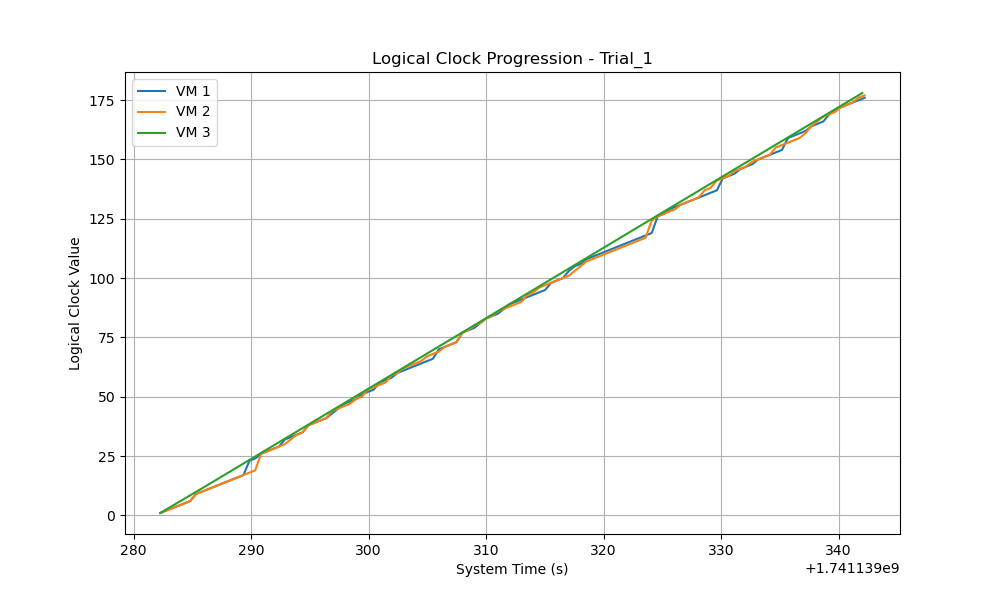 Logical Clock Progression - Trial_1
VM 1
VM 2
VM 3
Logical Clock Value
175
150
125
100
75
50
25
0
280 290 300 310 320 330 340
System Time (s)
+1.741139e9